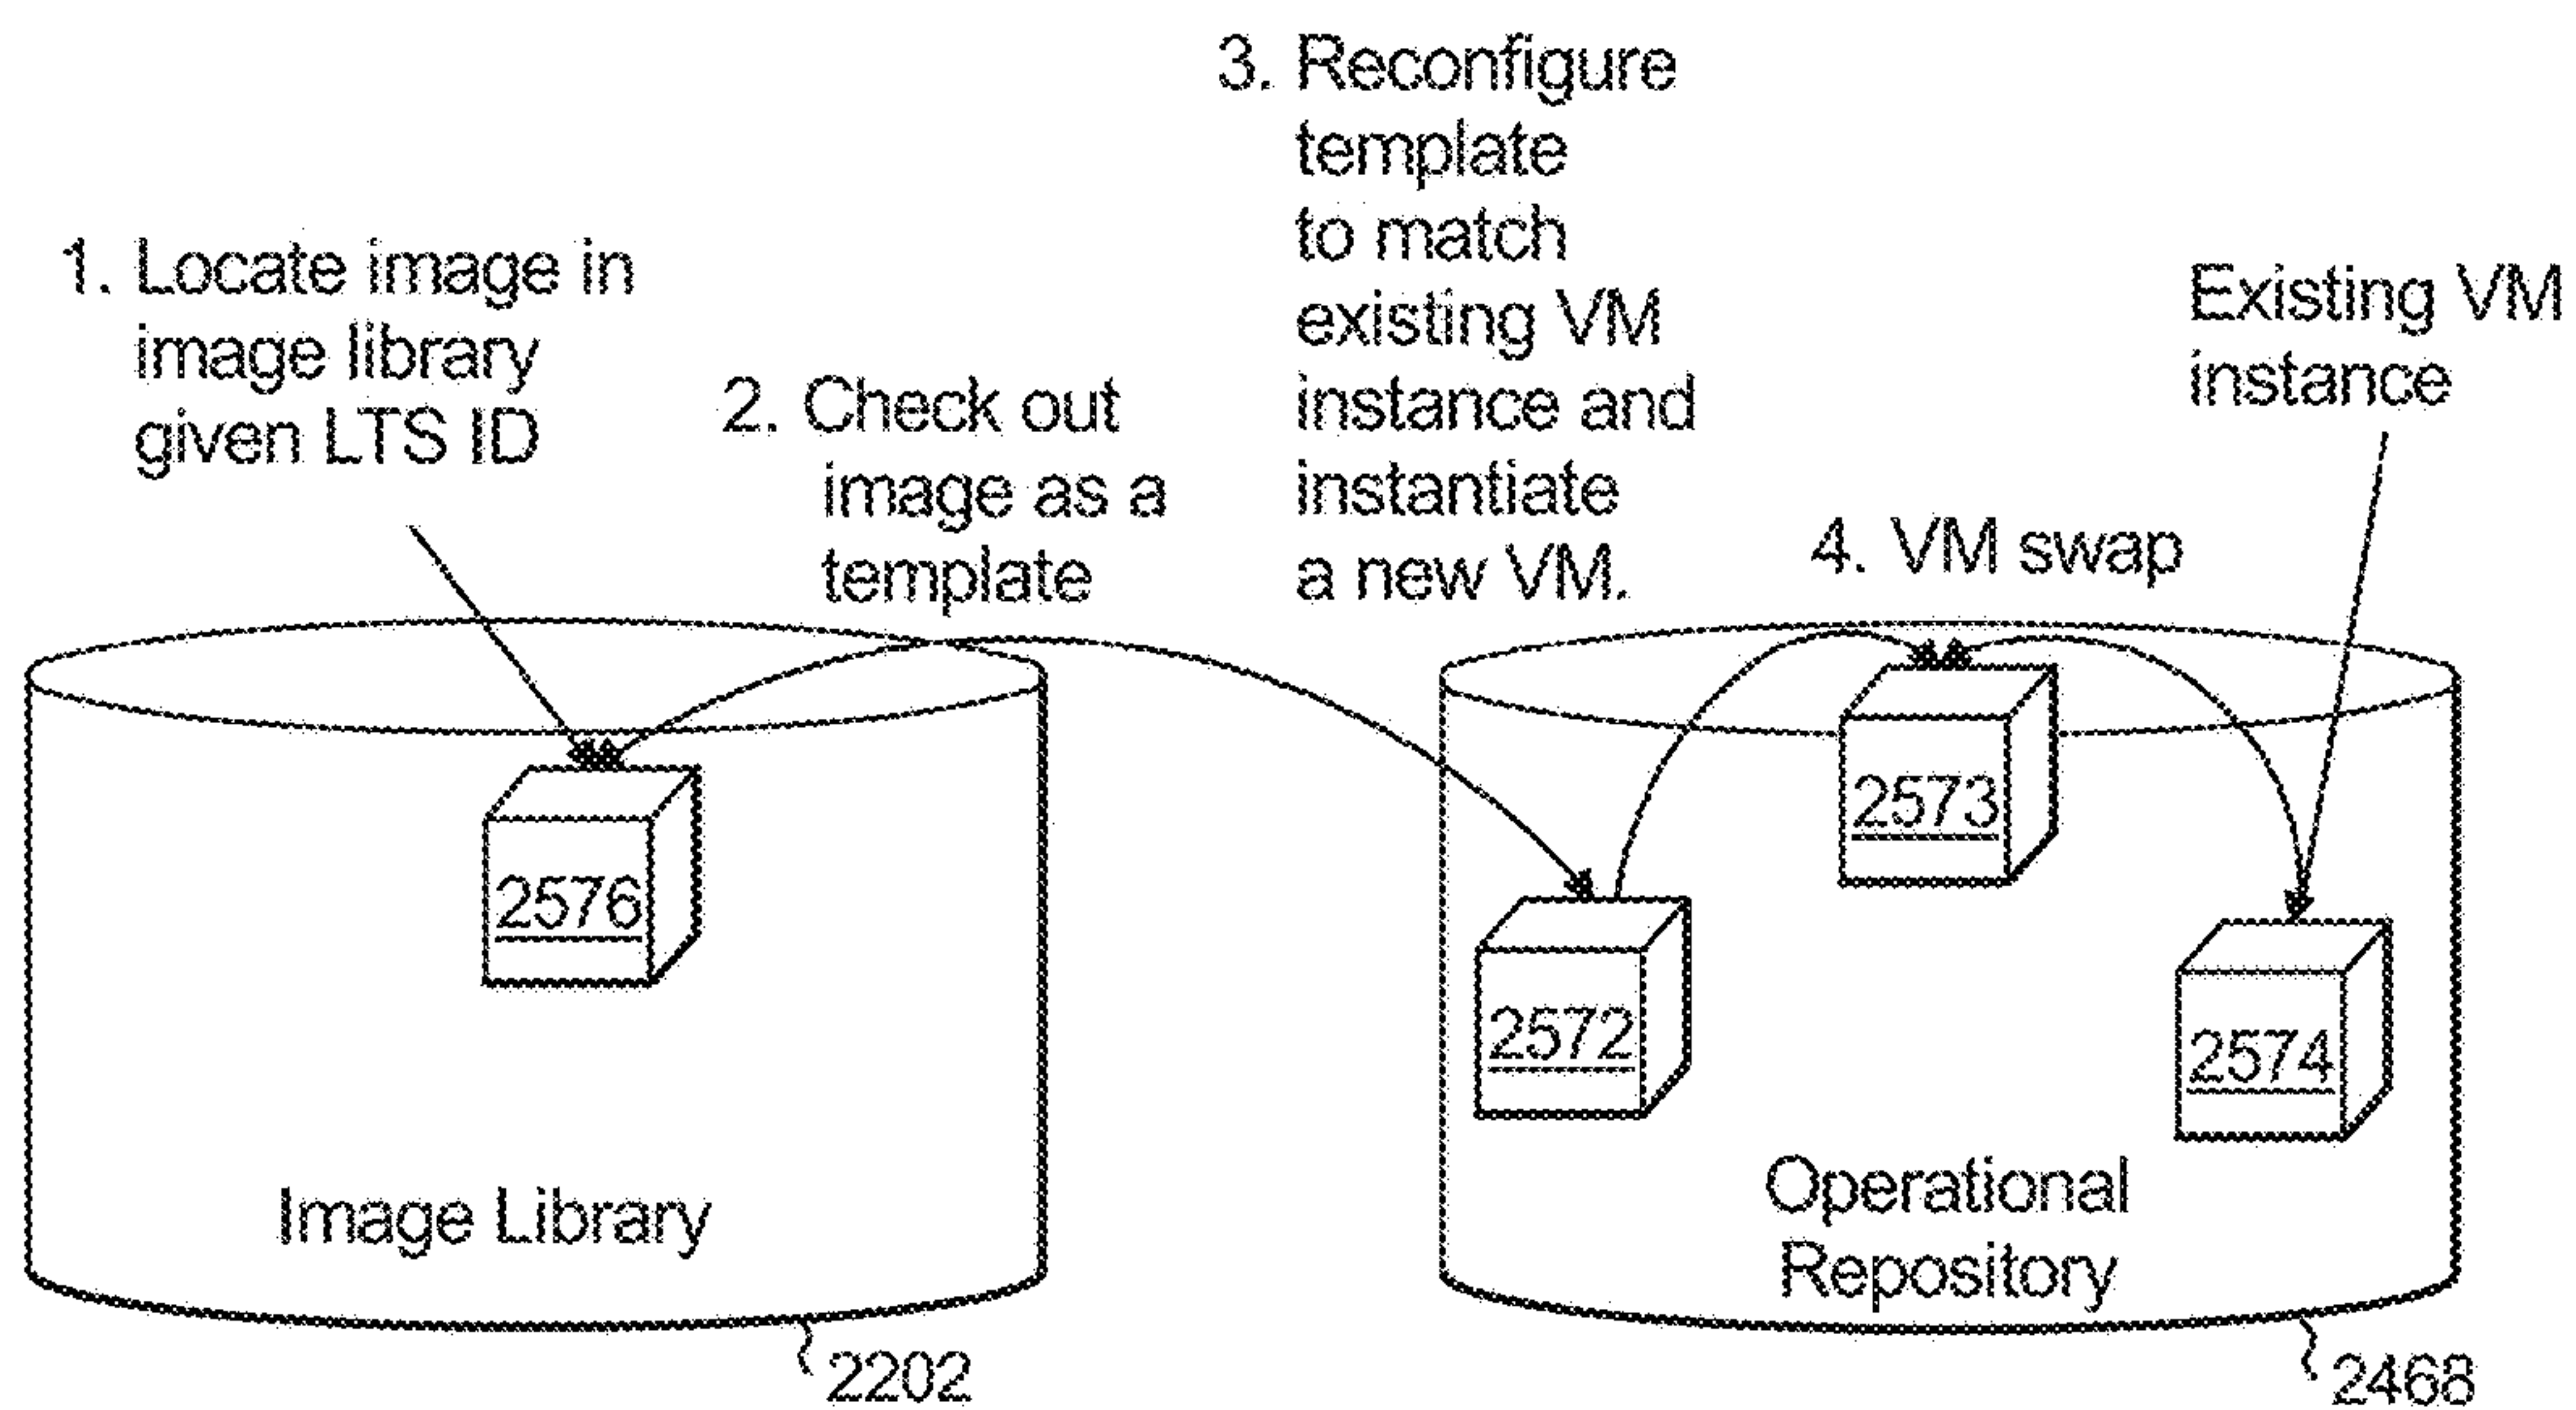 1. Locate image in
image library
given LTS ID
2. Check out
image as a
template
3. Reconfigure
template
to match
existing VM
instance and
instantiate
a new VM.
4. VM swap
Existing VM
instance
2576
2573
2572
2574
Image Library
Operational
Repository
2202
2468